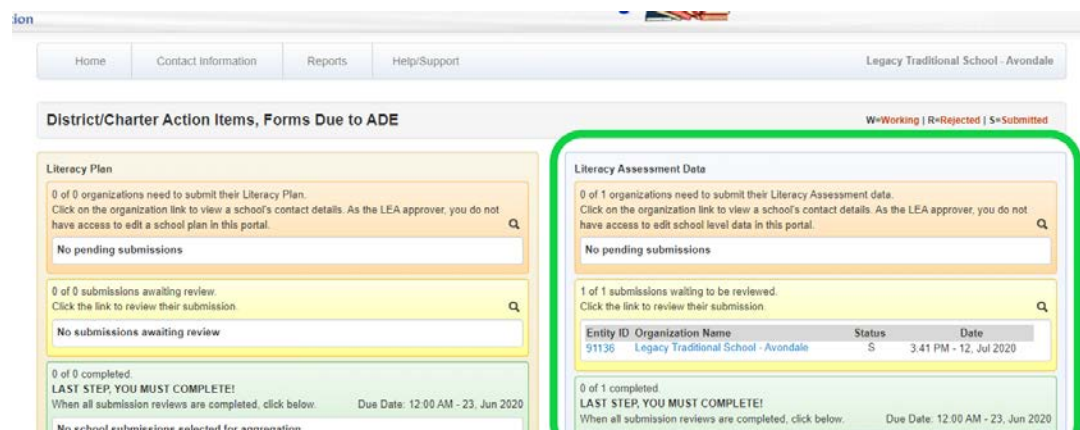 ion
Home Contact Information Reports Help/Support Legacy Traditional School - Avondale
District/Charter Action Items, Forms Due to ADE W=Working | R=Rejected | S=Submitted
Literacy Plan
0 of 0 organizations need to submit their Literacy Plan.
Click on the organization link to view a school's contact details. As the LEA approver, you do not
have access to edit a school plan in this portal.
No pending submissions
0 of 0 submissions awaiting review.
Click the link to review their submission.
No submissions awaiting review
0 of 0 completed.
LAST STEP, YOU MUST COMPLETE!
When all submission reviews are completed, click below. Due Date: 12:00 AM - 23, Jun 2020
No school submissions selected for aggregation
Literacy Assessment Data
0 of 1 organizations need to submit their Literacy Assessment data.
Click on the organization link to view a school's contact details. As the LEA approver, you do not
have access to edit school level data in this portal.
No pending submissions
1 of 1 submissions waiting to be reviewed.
Click the link to review their submission.
Entity ID Organization Name Status Date
91136 Legacy Traditional School - Avondale S 3:41 PM - 12, Jul 2020
0 of 1 completed.
LAST STEP, YOU MUST COMPLETE!
When all submission reviews are completed, click below. Due Date: 12:00 AM - 23, Jun 2020